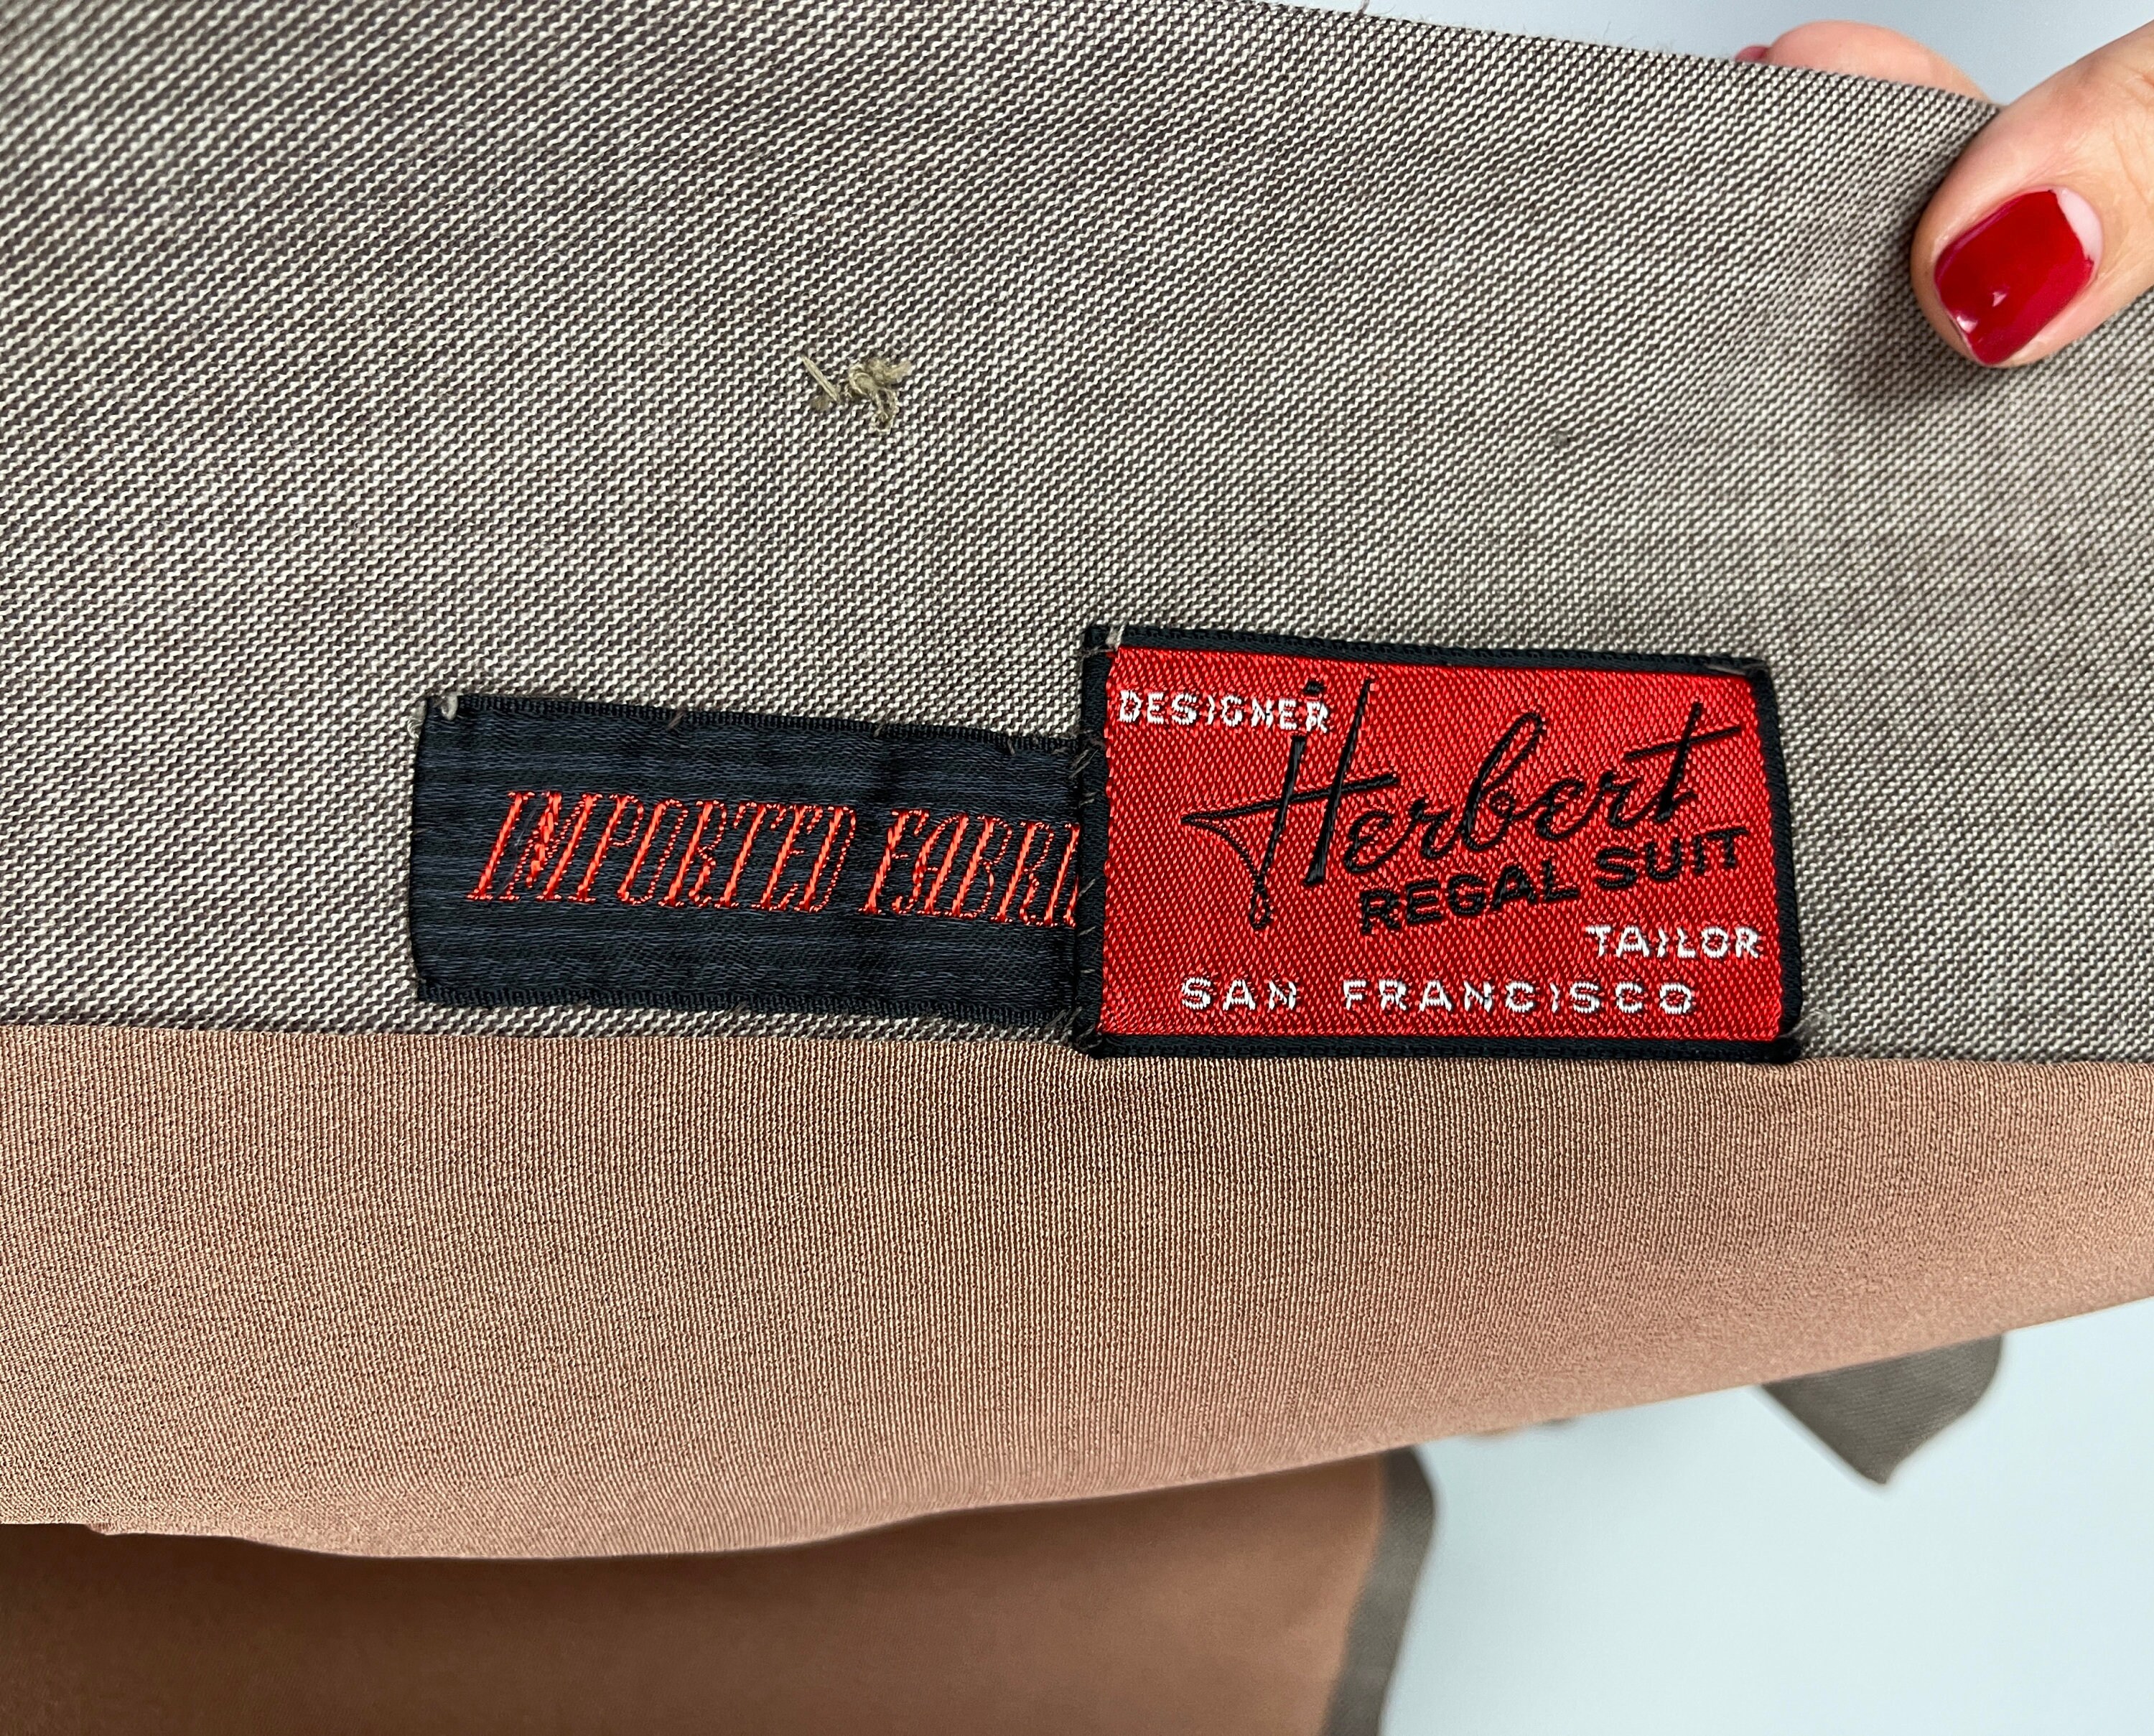 IMPORTED FABRI
DESIGNER
Herbert
REGAL SUIT
TAILOR
SAN FRANCISCO